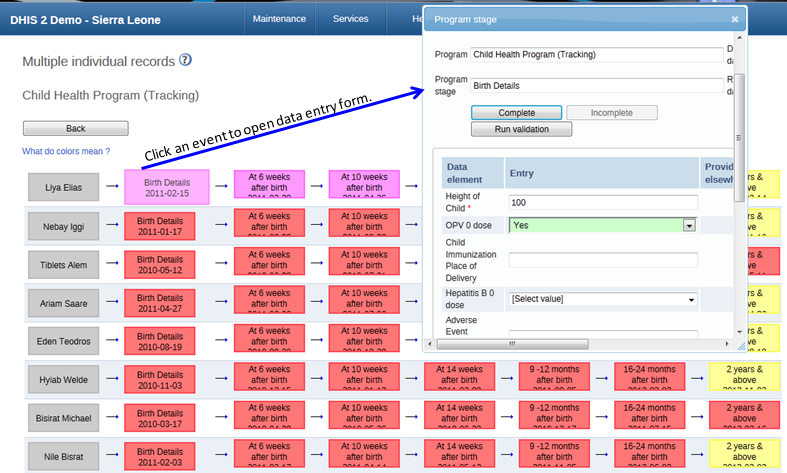 DHIS 2 Demo - Sierra Leone
Maintenance
Services
Multiple individual records ?
Child Health Program (Tracking)
Back
What do colors mean ?
Click an event to open data entry form.
Program stage
Program
Child Health Program (Tracking)
Program
stage
Birth Details
Complete
Incomplete
Run validation
Data
element
Entry
Height of
Child *
100
OPV 0 dose
Yes
Child
Immunization
Place of
Delivery
Hepatitis B 0
dose
[Select value]
Adverse
Event
Liya Elias
Birth Details
2011-02-15
At 6 weeks
after birth
At 10 weeks
after birth
Nebay Iggi
Birth Details
2011-01-17
At 6 weeks
after birth
At 10 weeks
after birth
Tiblets Alem
Birth Details
2010-05-12
At 6 weeks
after birth
At 10 weeks
after birth
Ariam Saare
Birth Details
2011-04-27
At 6 weeks
after birth
At 10 weeks
after birth
Eden Teodros
Birth Details
2010-08-19
At 6 weeks
after birth
At 10 weeks
after birth
Hyiab Welde
Birth Details
2010-11-03
At 6 weeks
after birth
At 10 weeks
after birth
At 14 weeks
after birth
9 -12 months
after birth
16-24 months
after birth
2 years &
above
Bisirat Michael
Birth Details
2010-03-17
At 6 weeks
after birth
At 10 weeks
after birth
At 14 weeks
after birth
9 -12 months
after birth
16-24 months
after birth
2 years &
above
Nile Bisrat
Birth Details
2011-02-03
At 6 weeks
after birth
At 10 weeks
after birth
At 14 weeks
after birth
9 -12 months
after birth
16-24 months
after birth
2 years &
above